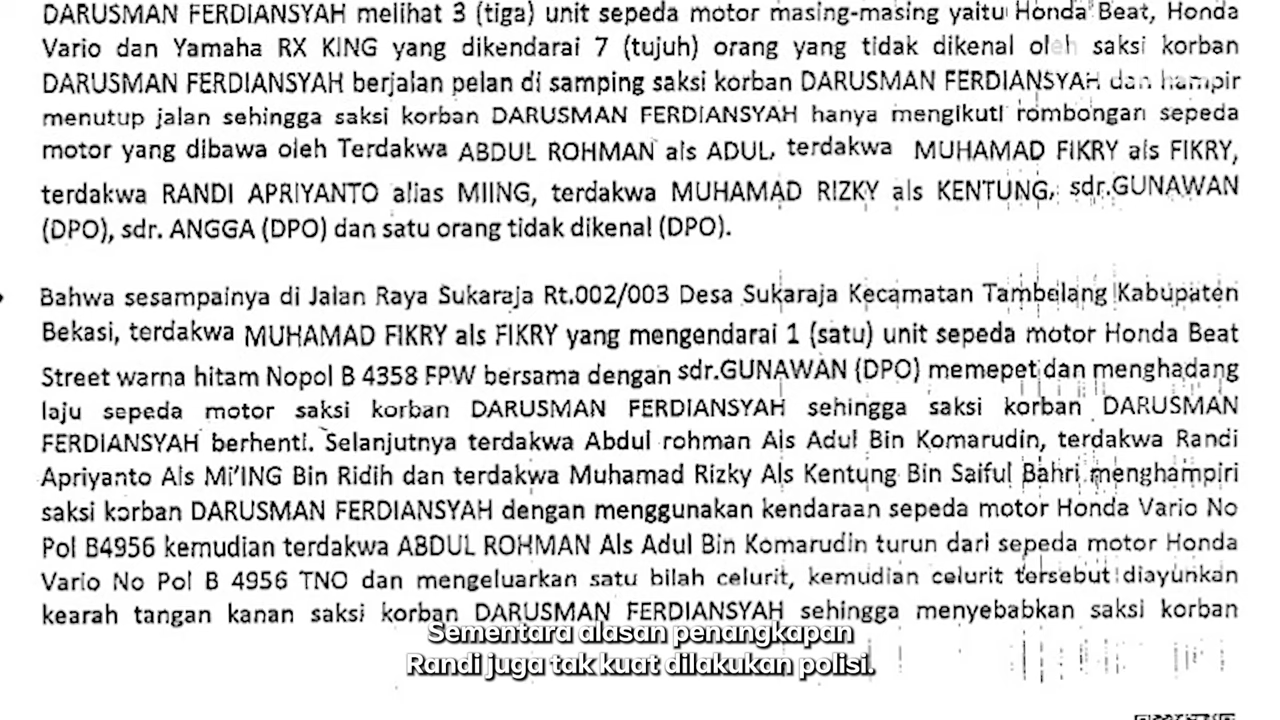 DARUSMAN FERDIANSYAH melihat 3 (tiga) unit sepeda motor masing-masing yaitu Honda Beat, Honda
Vario dan Yamaha RX KING yang dikendarai 7 (tujuh) orang yang tidak dikenal oleh saksi korban
DARUSMAN FERDIANSYAH berjalan pelan di samping saksi korban DARUSMAN FERDIANSYAH dan hampir
menutup jalan sehingga saksi korban DARUSMAN FERDIANSYAH hanya mengikuti rombongan sepeda
motor yang dibawa oleh Terdakwa ABDUL ROHMAN als ADUL, terdakwa MUHAMAD FIKRY als FIKRY,
terdakwa RANDI APRIYANTO alias MIING, terdakwa MUHAMAD RIZKY als KENTUNG, sdr.GUNAWAN
(DPO), sdr. ANGGA (DPO) dan satu orang tidak dikenal (DPO).
Bahwa sesampainya di Jalan Raya Sukaraja Rt.002/003 Desa Sukaraja Kecamatan Tambelang Kabupaten
Bekasi, terdakwa MUHAMAD FIKRY als FIKRY yang mengendarai 1 (satu) unit sepeda motor Honda Beat
Street warna hitam Nopol B 4358 FPW bersama dengan sdr.GUNAWAN (DPO) memepet dan menghadang
laju sepeda motor saksi korban DARUSMAN FERDIANSYAH sehingga saksi korban DARUSMAN
FERDIANSYAH berhenti. Selanjutnya terdakwa Abdul rohman Als Adul Bin Komarudin, terdakwa Randi
Apriyanto Als Mi'ING Bin Ridih dan terdakwa Muhamad Rizky Als Kentung Bin Saiful Bahri menghampiri
saksi korban DARUSMAN FERDIANSYAH dengan menggunakan kendaraan sepeda motor Honda Vario No
Pol B4956 kemudian terdakwa ABDUL ROHMAN Als Adul Bin Komarudin turun dari sepeda motor Honda
Vario No Pol B 4956 TNO dan mengeluarkan satu bilah celurit, kemudian celurit tersebut diayunkan
kearah tangan kanan saksi korban DARUSMAN FERDIANSYAH sehingga menyebabkan saksi korban
Sementara alasan penangkapan
Randi juga tak kuat dilakukan polisi.